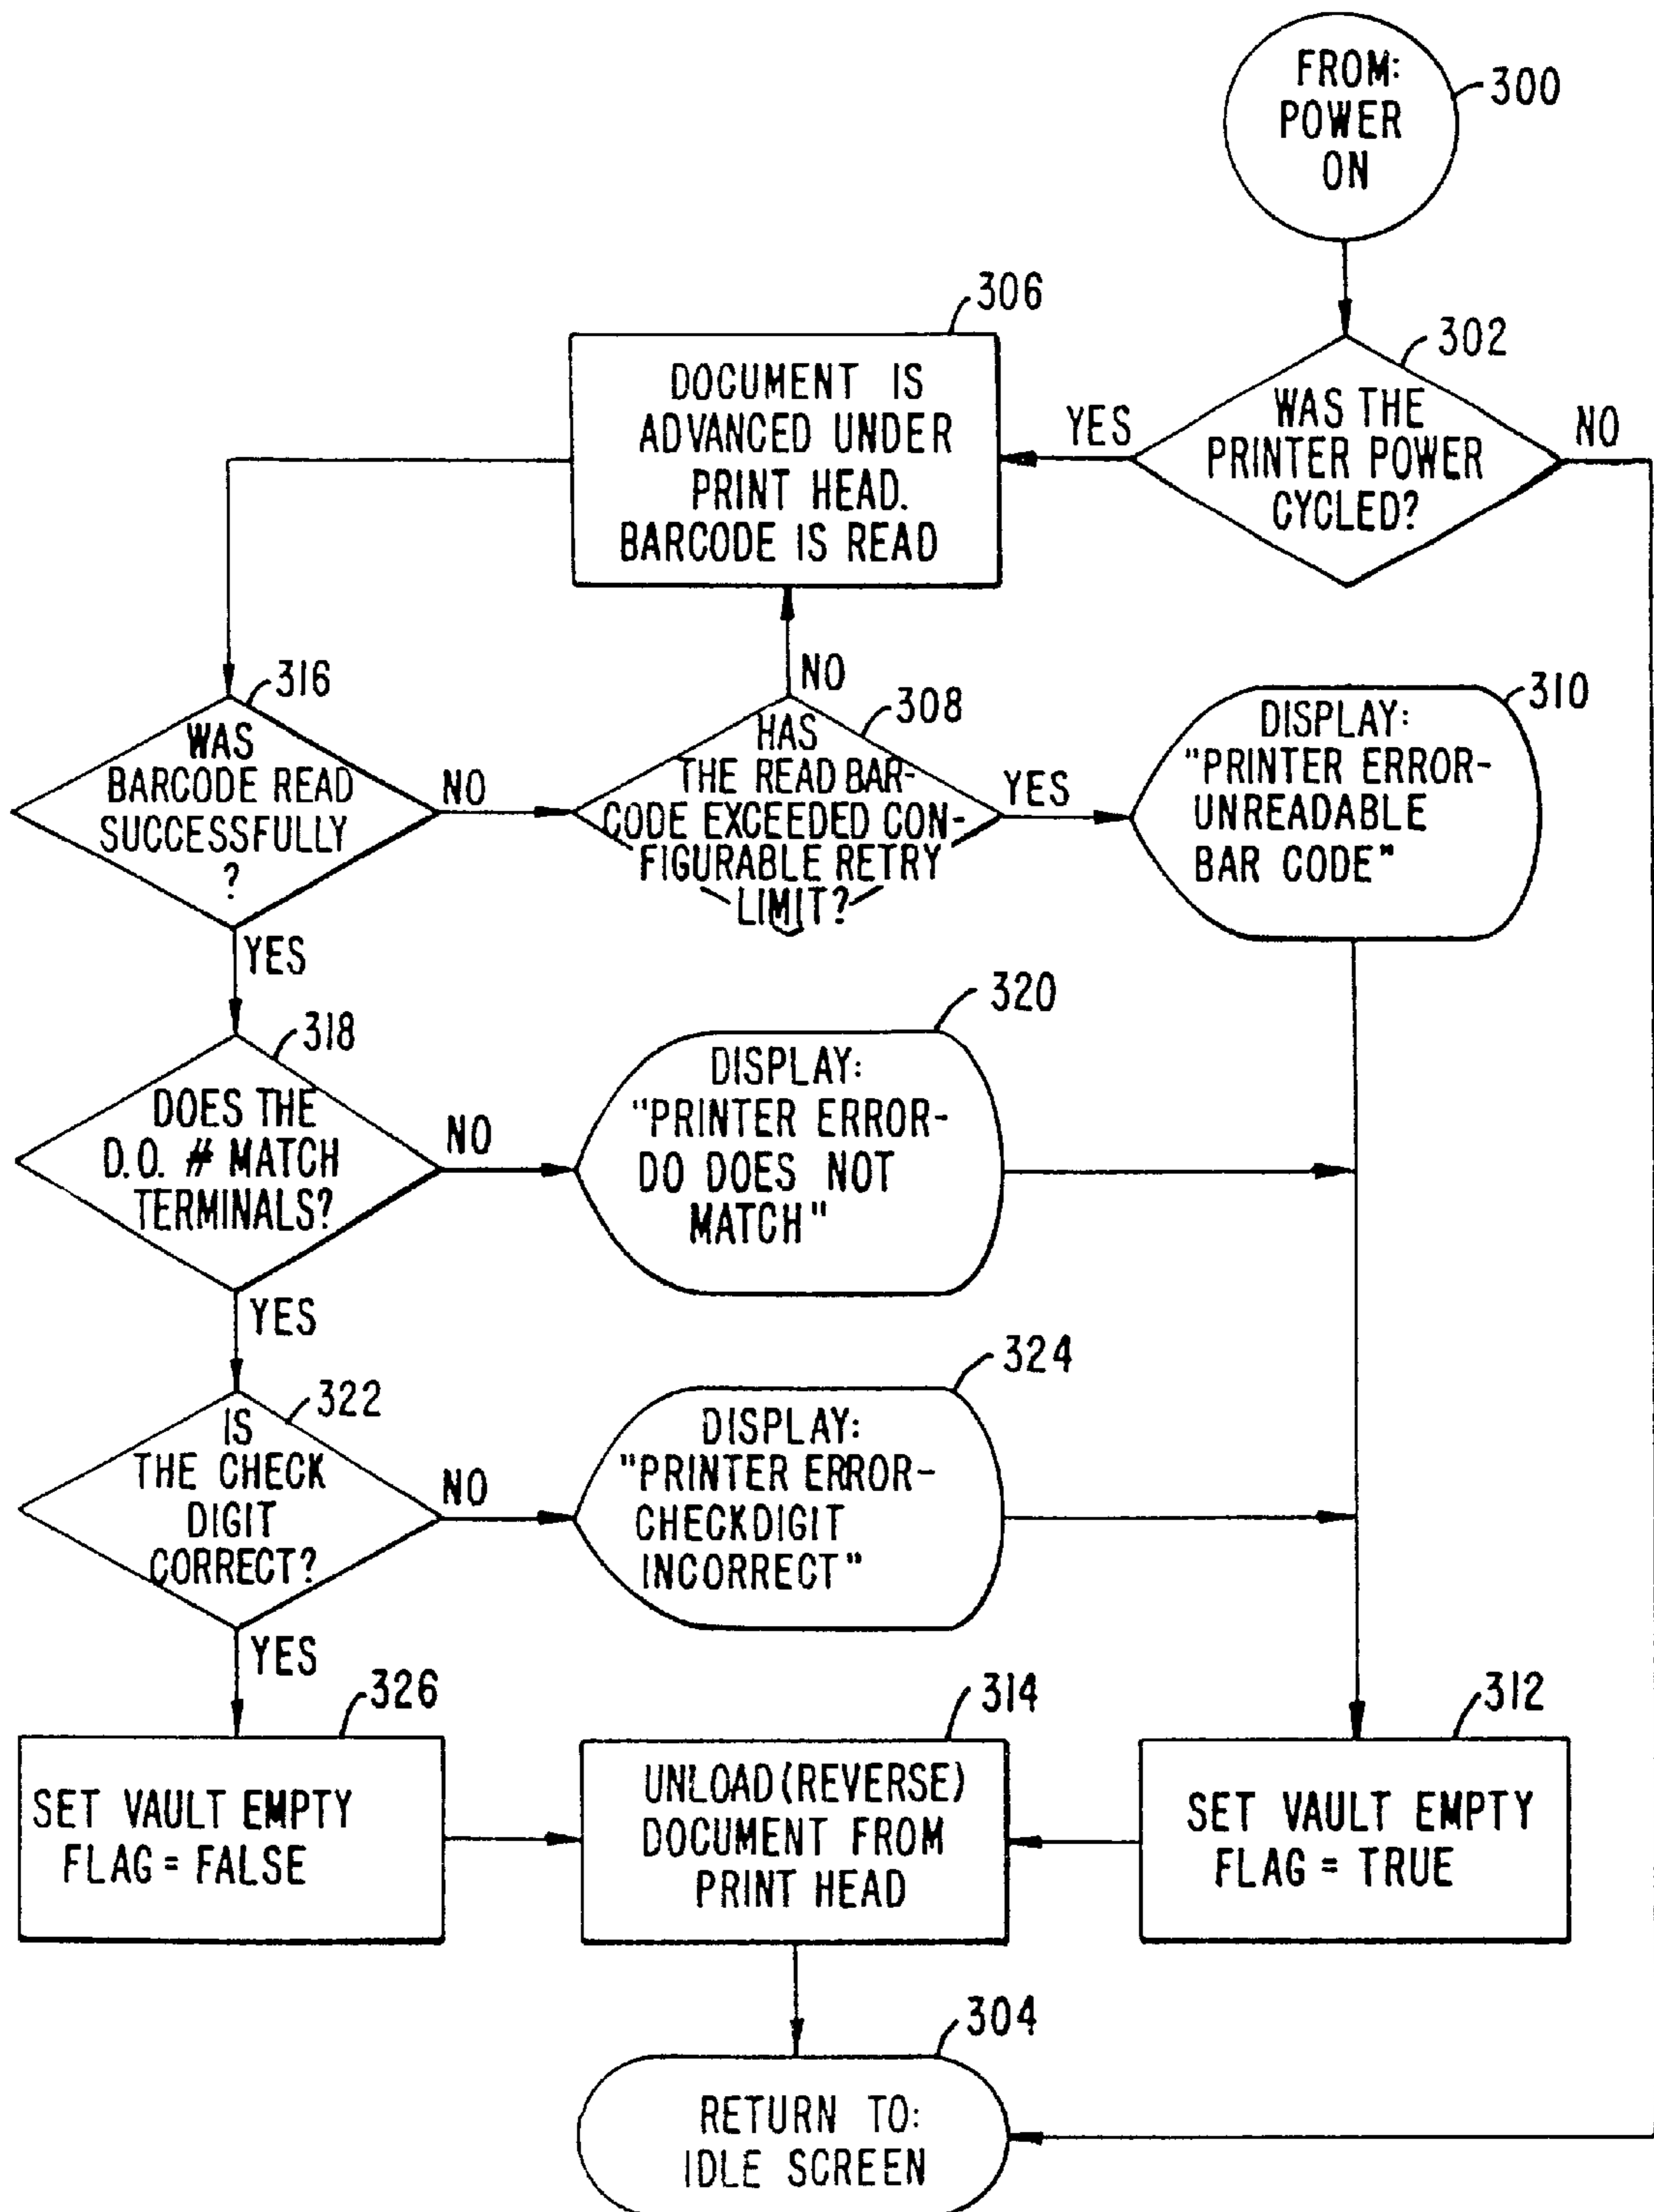 FROM:
POWER
ON
300
302
WAS THE
PRINTER POWER
CYCLED?
YES
NO
306
DOCUMENT IS
ADVANCED UNDER
PRINT HEAD.
BARCODE IS READ
316
WAS
BARCODE READ
SUCCESSFULLY
?
NO
YES
308
HAS
THE READ BAR-
CODE EXCEEDED CON-
FIGURABLE RETRY
LIMIT?
NO
YES
310
DISPLAY:
"PRINTER ERROR-
UNREADABLE
BAR CODE"
318
DOES THE
D.O. # MATCH
TERMINALS?
NO
YES
320
DISPLAY:
"PRINTER ERROR-
DO DOES NOT
MATCH"
322
IS
THE CHECK
DIGIT
CORRECT?
NO
YES
324
DISPLAY:
"PRINTER ERROR-
CHECKDIGIT
INCORRECT"
326
SET VAULT EMPTY
FLAG = FALSE
314
UNLOAD (REVERSE)
DOCUMENT FROM
PRINT HEAD
312
SET VAULT EMPTY
FLAG = TRUE
304
RETURN TO:
IDLE SCREEN